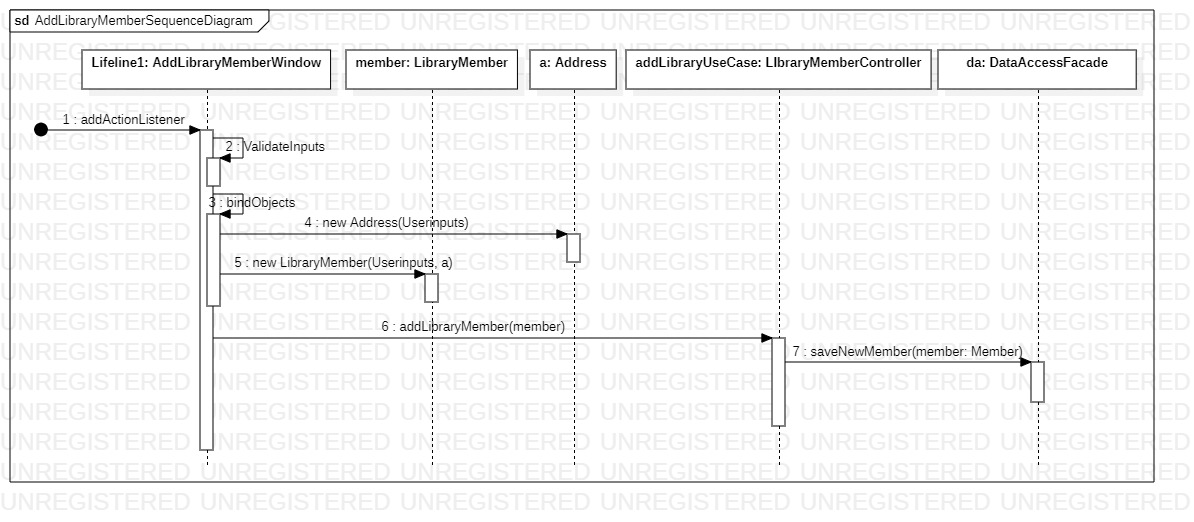 sd AddLibraryMemberSequenceDiagram
Lifeline1: AddLibraryMemberWindow
member: LibraryMember
a: Address
addLibraryUseCase: LIbraryMemberController
da: DataAccessFacade
1 : addActionListener
2 : ValidateInputs
3 : bindObjects
4 : new Address(Userinputs)
5 : new LibraryMember(Userinputs, a)
6 : addLibraryMember(member)
7 : saveNewMember(member: Member)
UNREGISTERED UNREGISTERED UNREGISTERED UNREGISTERED UNREGISTERED UNREGISTERED